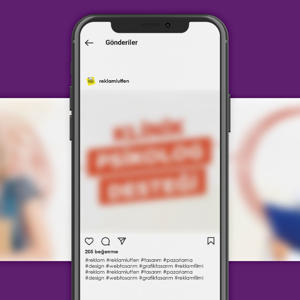 Gönderiler
reklamlutfen
KLİNİK
PSİKOLOG
DESTEĞİ
205 beğenme
#reklam #reklamlutfen #tasarım #pazarlama
#design #webtasarım #grafiktasarım #reklamfilmi
#reklam #reklamlutfen #tasarım #pazarlama
#design #webtasarım #grafiktasarım #reklamfilmi